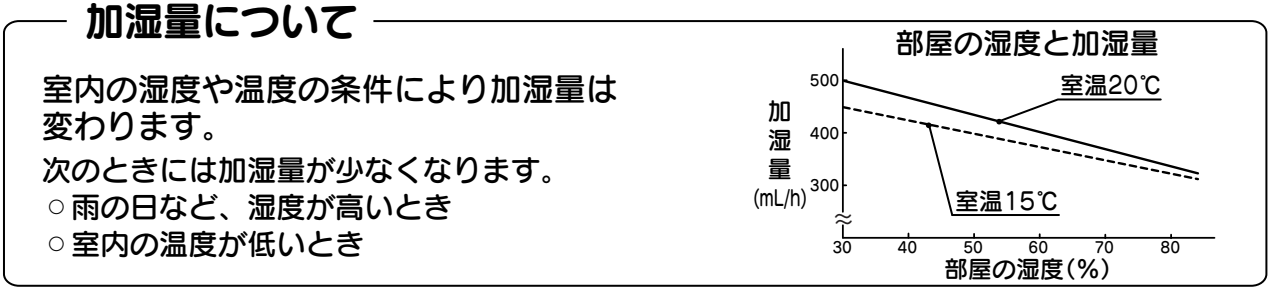 加湿量について
室内の湿度や温度の条件により加湿量は
変わります。
次のときには加湿量が少なくなります。
○雨の日など、湿度が高いとき
○室内の温度が低いとき
部屋の湿度と加湿量
加湿量
(mL/h)
500
400
300
室温20℃
室温15℃
30 40 50 60 70 80
部屋の湿度(%)